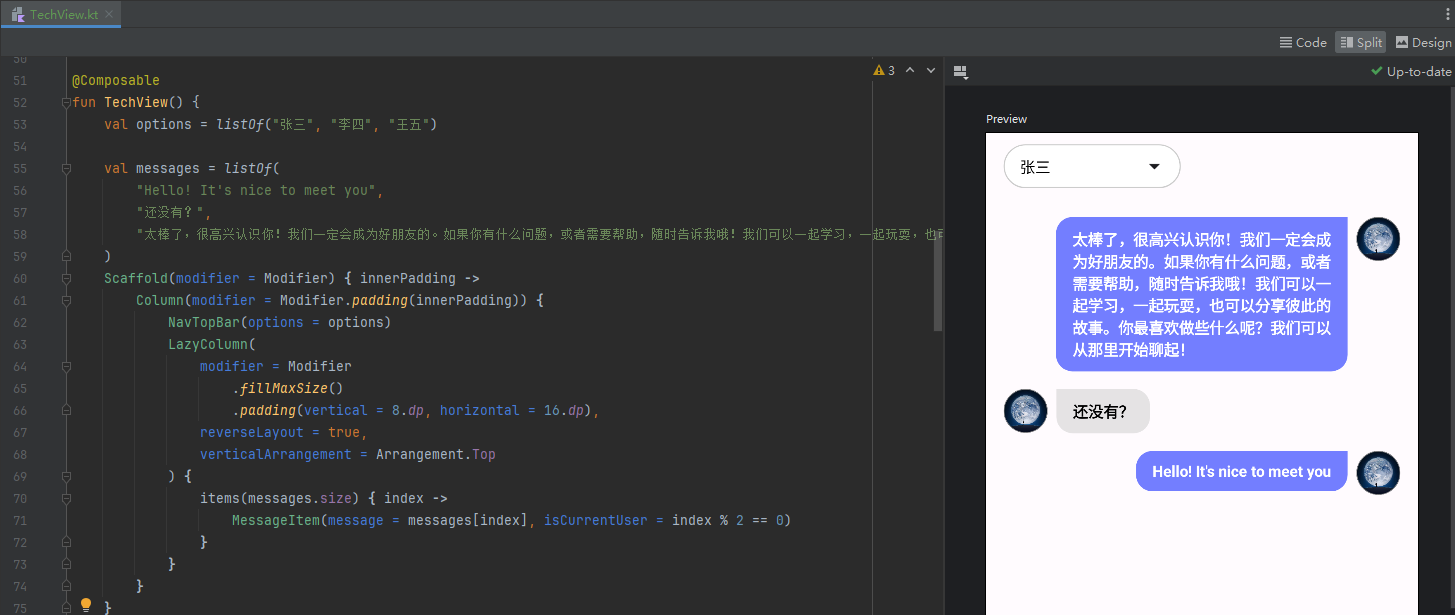 TechView.kt
Code Split Design
3
Up-to-date
50
51 @Composable
52 fun TechView() {
53 val options = listOf("张三", "李四", "王五")
54
55 val messages = listOf(
56 "Hello! It's nice to meet you",
57 "还没有？",
58 "太棒了，很高兴认识你！我们一定会成为好朋友的。如果你有什么问题，或者需要帮助，随时告诉我哦！我们可以一起学习，一起玩耍，也可
59 )
60 Scaffold(modifier = Modifier) { innerPadding ->
61 Column(modifier = Modifier.padding(innerPadding)) {
62 NavTopBar(options = options)
63 LazyColumn(
64 modifier = Modifier
65 .fillMaxSize()
66 .padding(vertical = 8.dp, horizontal = 16.dp),
67 reverseLayout = true,
68 verticalArrangement = Arrangement.Top
69 ) {
70 items(messages.size) { index ->
71 MessageItem(message = messages[index], isCurrentUser = index % 2 == 0)
72 }
73 }
74 }
75 }
Preview
张三
太棒了，很高兴认识你！我们一定会成
为好朋友的。如果你有什么问题，或者
需要帮助，随时告诉我哦！我们可以一
起学习，一起玩耍，也可以分享彼此的
故事。你最喜欢做些什么呢？我们可以
从那里开始聊起！
还没有？
Hello! It's nice to meet you